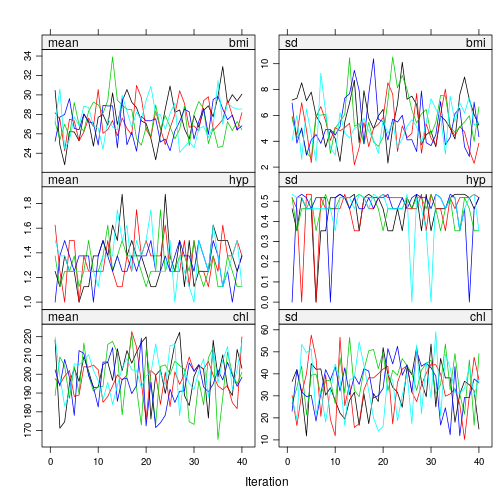 mean bmi
sd bmi
24 26 28 30 32 34
2 4 6 8 10
mean hyp
sd hyp
1.0 1.2 1.4 1.6 1.8
0.0 0.1 0.2 0.3 0.4 0.5
mean chl
sd chl
170 180 190 200 210 220
10 20 30 40 50 60
0 10 20 30 40
0 10 20 30 40
Iteration